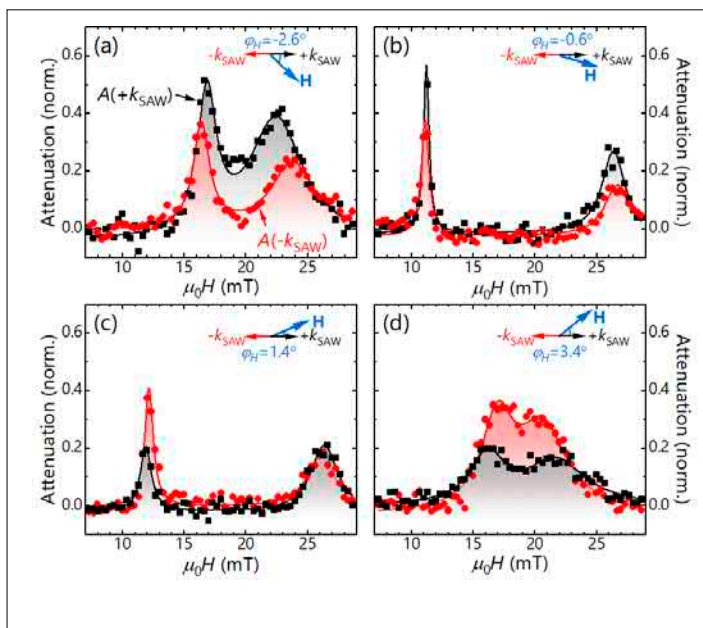 (a)
φH=-2.6°
-kSAW
+kSAW
H
A(+kSAW)
A(-kSAW)
Attenuation (norm.)
0.6
0.4
0.2
0.0
10 15 20 25
μ0H (mT)
(b)
φH=-0.6°
-kSAW
+kSAW
H
Attenuation (norm.)
0.6
0.4
0.2
0.0
10 15 20 25
μ0H (mT)
(c)
H
-kSAW
+kSAW
φH=1.4°
Attenuation (norm.)
0.6
0.4
0.2
0.0
10 15 20 25
μ0H (mT)
(d)
H
-kSAW
+kSAW
φH=3.4°
Attenuation (norm.)
0.6
0.4
0.2
0.0
10 15 20 25
μ0H (mT)